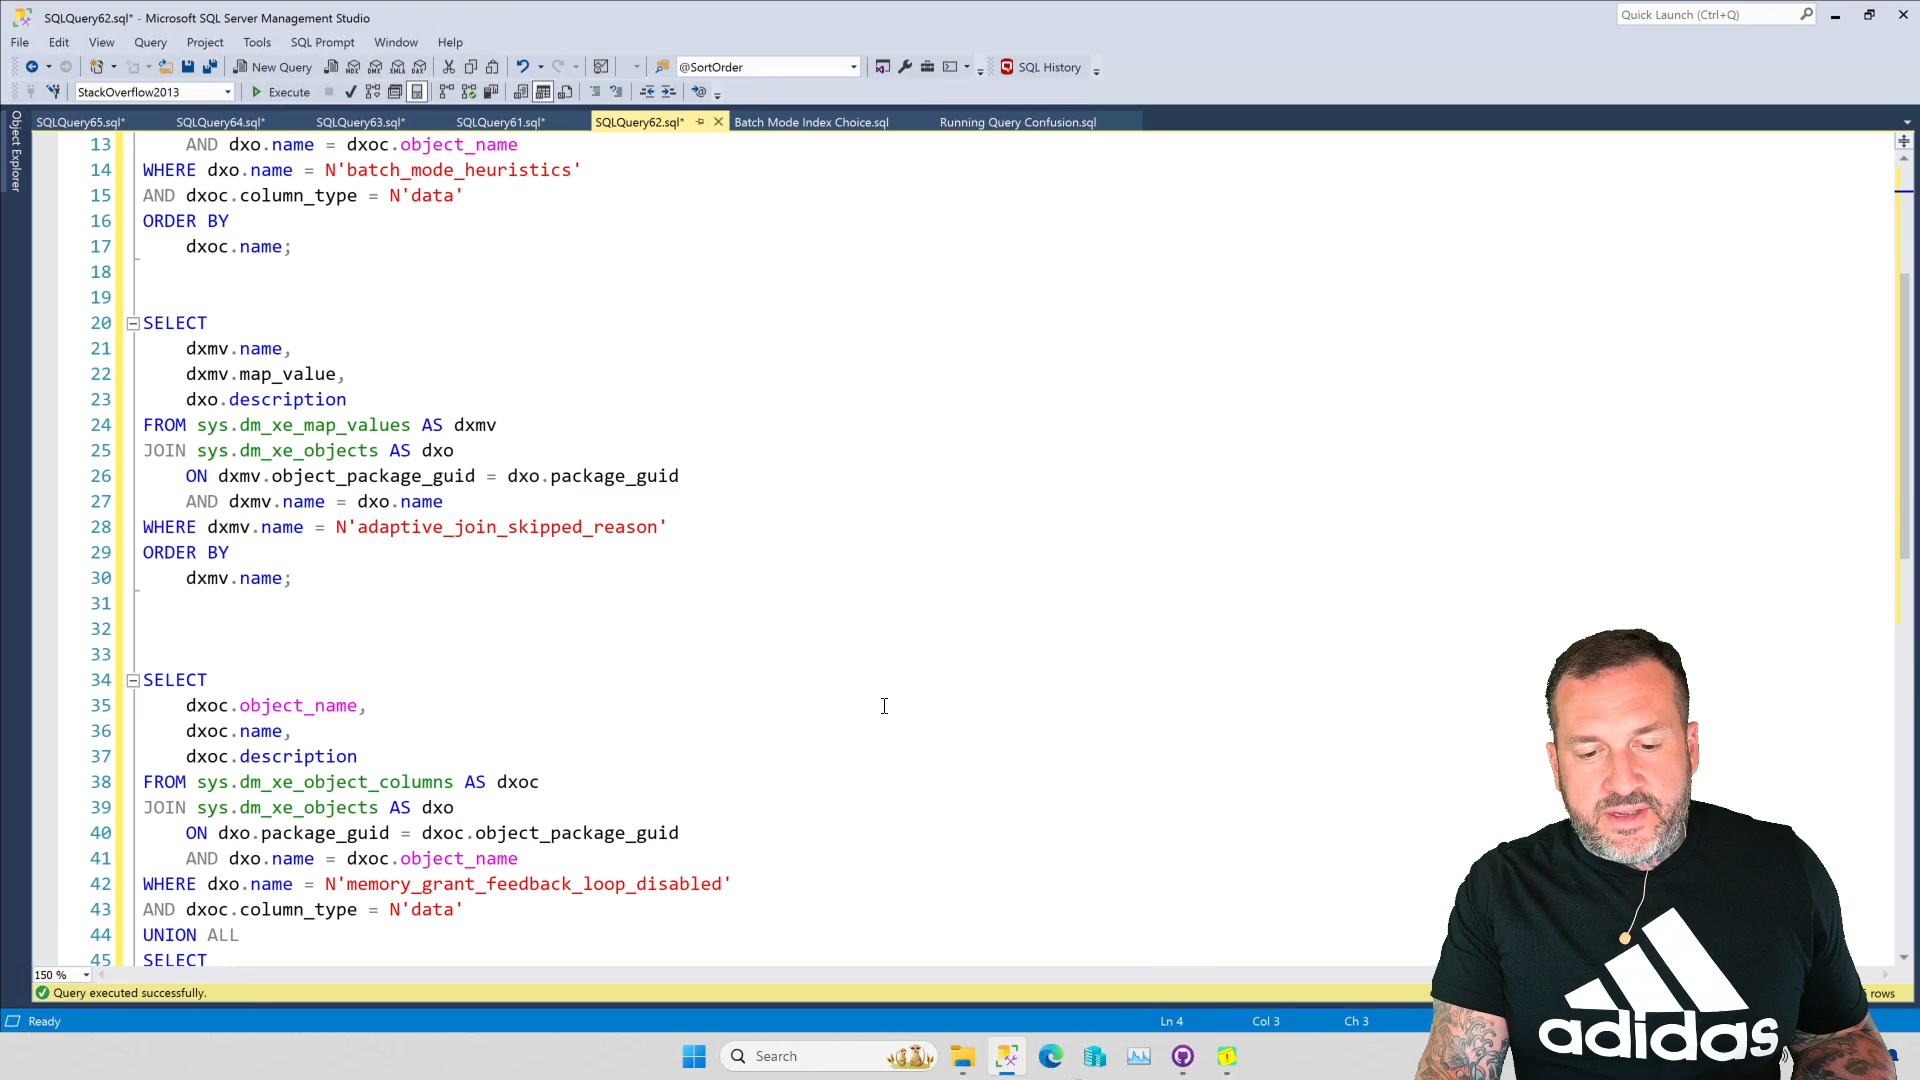 SQLQuery62.sql* - Microsoft SQL Server Management Studio
Quick Launch (Ctrl+Q)
File Edit View Query Project Tools SQL Prompt Window Help
New Query @SortOrder SQL History
StackOverflow2013 Execute
SQLQuery65.sql* SQLQuery64.sql* SQLQuery63.sql* SQLQuery61.sql* SQLQuery62.sql* Batch Mode Index Choice.sql Running Query Confusion.sql
Object Explorer
13 AND dxo.name = dxoc.object_name
14 WHERE dxo.name = N'batch_mode_heuristics'
15 AND dxoc.column_type = N'data'
16 ORDER BY
17 dxoc.name;
18
19
20 SELECT
21 dxmv.name,
22 dxmv.map_value,
23 dxo.description
24 FROM sys.dm_xe_map_values AS dxmv
25 JOIN sys.dm_xe_objects AS dxo
26 ON dxmv.object_package_guid = dxo.package_guid
27 AND dxmv.name = dxo.name
28 WHERE dxmv.name = N'adaptive_join_skipped_reason'
29 ORDER BY
30 dxmv.name;
31
32
33
34 SELECT
35 dxoc.object_name,
36 dxoc.name,
37 dxoc.description
38 FROM sys.dm_xe_object_columns AS dxoc
39 JOIN sys.dm_xe_objects AS dxo
40 ON dxo.package_guid = dxoc.object_package_guid
41 AND dxo.name = dxoc.object_name
42 WHERE dxo.name = N'memory_grant_feedback_loop_disabled'
43 AND dxoc.column_type = N'data'
44 UNION ALL
45 SELECT
150 %
Query executed successfully. rows
Ready Ln 4 Col 3 Ch 3
Search
adidas